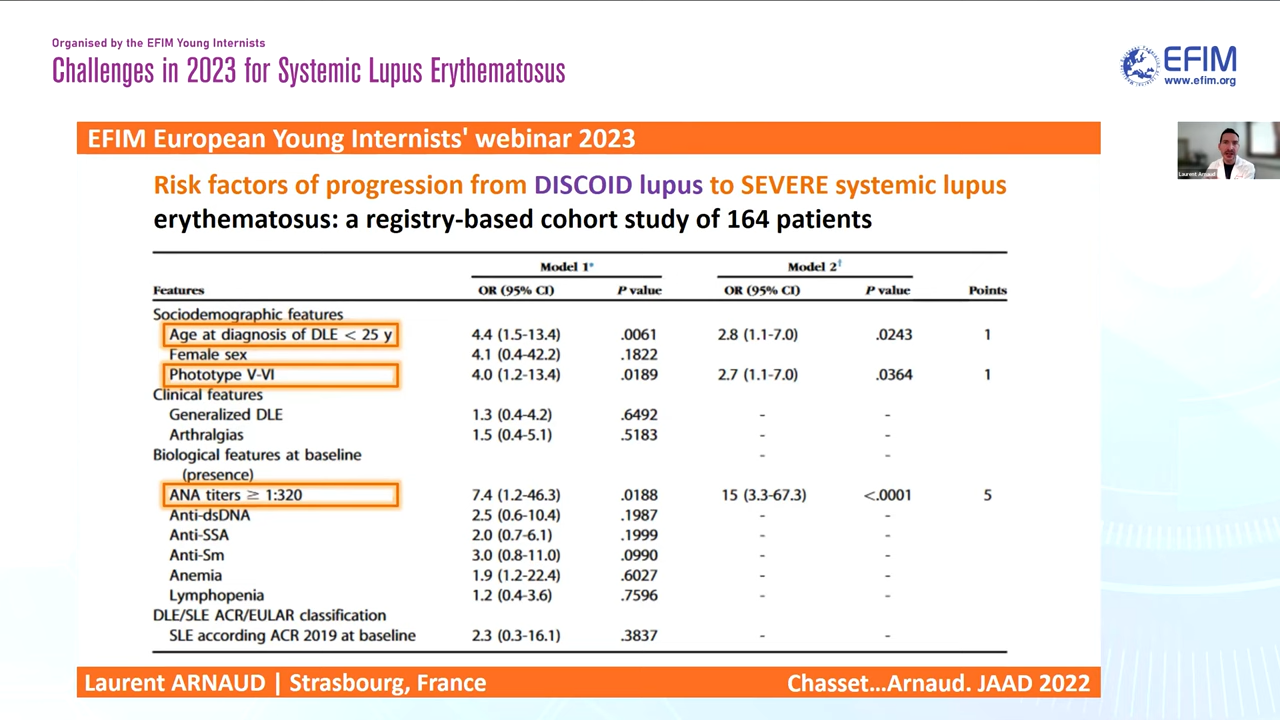 Organised by the EFIM Young Internists
Challenges in 2023 for Systemic Lupus Erythematosus
EFIM
www.efim.org
EFIM European Young Internists' webinar 2023
Laurent Arnaud
Risk factors of progression from DISCOID lupus to SEVERE systemic lupus
erythematosus: a registry-based cohort study of 164 patients
Model 1* Model 2†
Features OR (95% CI) P value OR (95% CI) P value Points
Sociodemographic features
Age at diagnosis of DLE < 25 y 4.4 (1.5-13.4) .0061 2.8 (1.1-7.0) .0243 1
Female sex 4.1 (0.4-42.2) .1822
Phototype V-VI 4.0 (1.2-13.4) .0189 2.7 (1.1-7.0) .0364 1
Clinical features
Generalized DLE 1.3 (0.4-4.2) .6492 - -
Arthralgias 1.5 (0.4-5.1) .5183 - -
Biological features at baseline - -
(presence)
ANA titers ≥ 1:320 7.4 (1.2-46.3) .0188 15 (3.3-67.3) <.0001 5
Anti-dsDNA 2.5 (0.6-10.4) .1987 - -
Anti-SSA 2.0 (0.7-6.1) .1999 - -
Anti-Sm 3.0 (0.8-11.0) .0990 - -
Anemia 1.9 (1.2-22.4) .6027 - -
Lymphopenia 1.2 (0.4-3.6) .7596 - -
DLE/SLE ACR/EULAR classification
SLE according ACR 2019 at baseline 2.3 (0.3-16.1) .3837 - -
Laurent ARNAUD | Strasbourg, France
Chasset...Arnaud. JAAD 2022